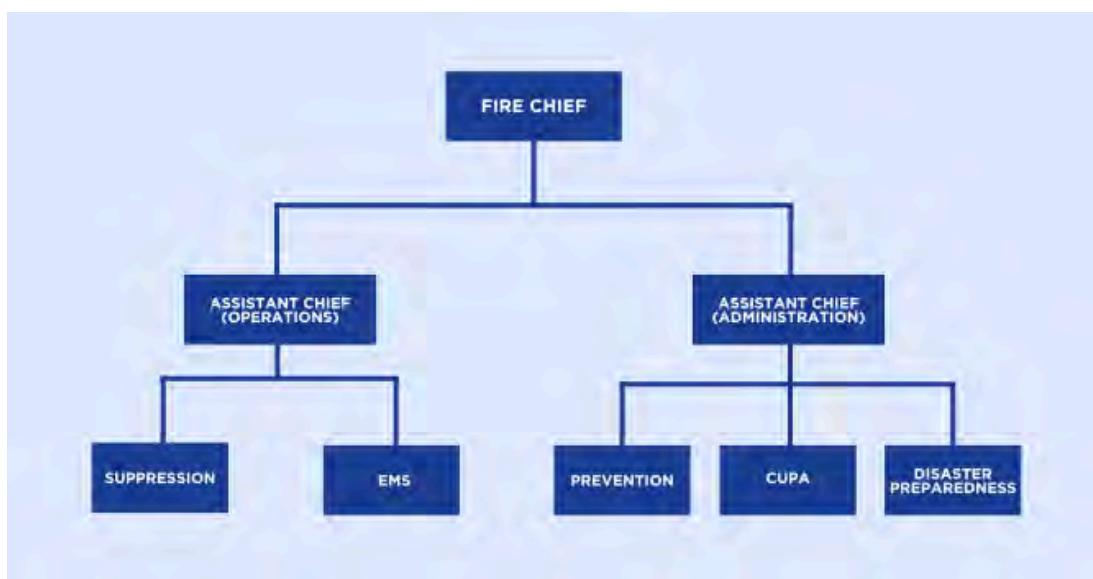 FIRE CHIEF
ASSISTANT CHIEF
(OPERATIONS)
ASSISTANT CHIEF
(ADMINISTRATION)
SUPPRESSION
EMS
PREVENTION
CUPA
DISASTER
PREPAREDNESS